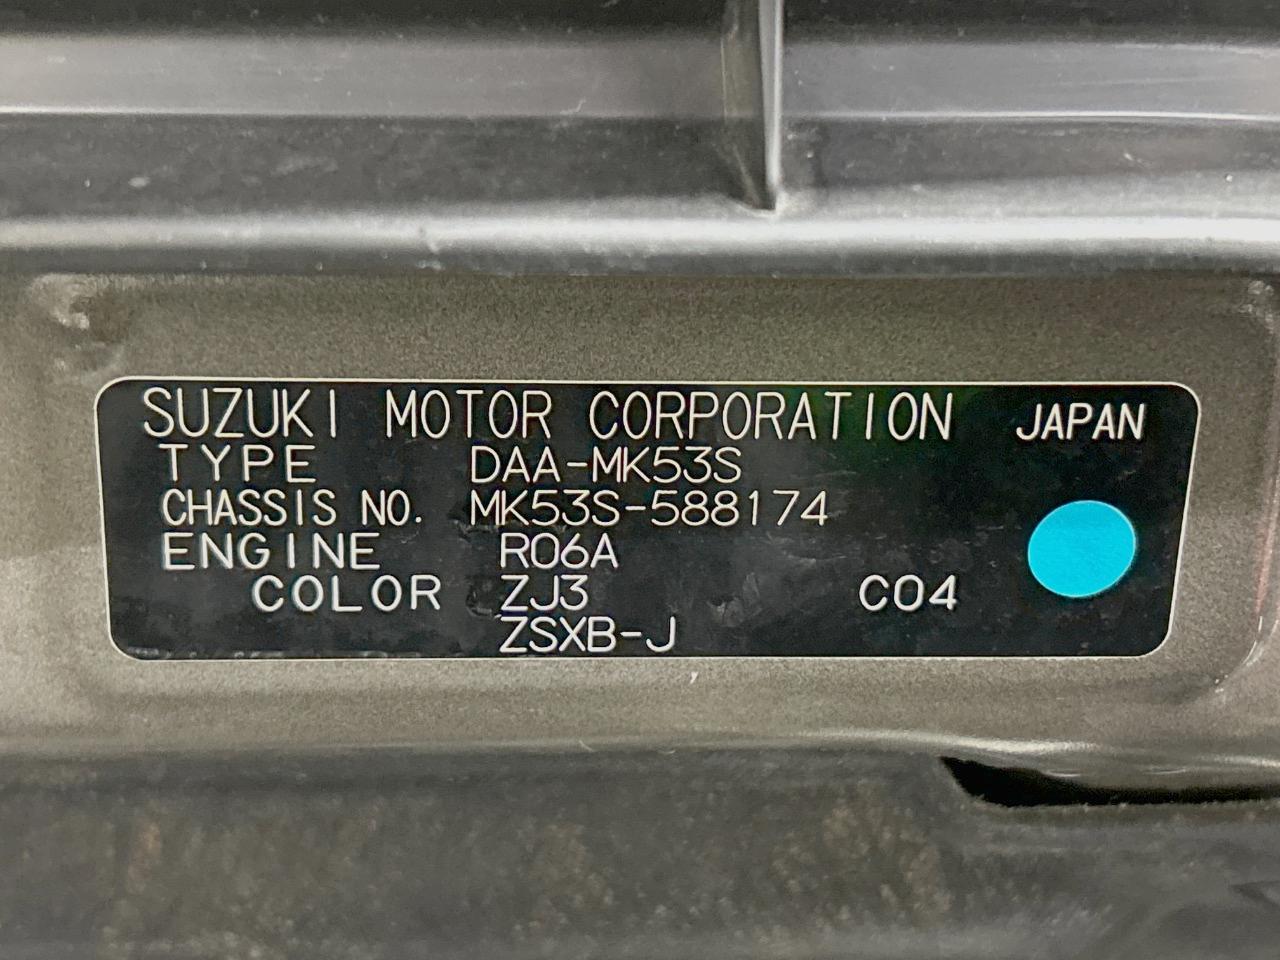 SUZUKI MOTOR CORPORATION JAPAN
TYPE DAA-MK53S
CHASSIS NO. MK53S-588174
ENGINE R06A
COLOR ZJ3 C04
ZSXB-J